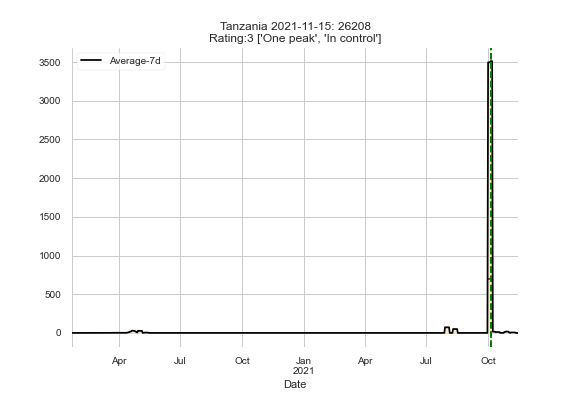 Tanzania 2021-11-15: 26208
Rating:3 ['One peak', 'In control']
Average-7d
3500
3000
2500
2000
1500
1000
500
0
Apr Jul Oct Jan Apr Jul Oct
2021
Date